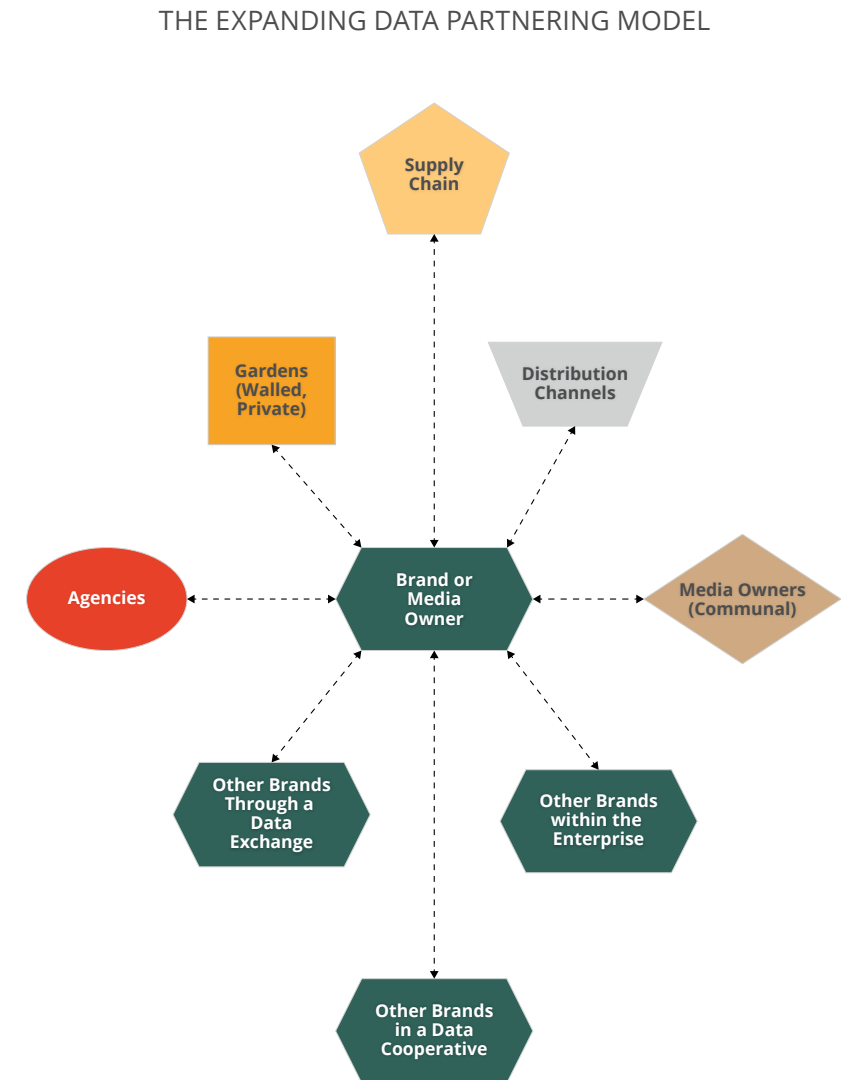 THE EXPANDING DATA PARTNERING MODEL
Supply
Chain
Gardens
(Walled,
Private)
Distribution
Channels
Agencies
Brand or
Media
Owner
Media Owners
(Communal)
Other Brands
Through a
Data
Exchange
Other Brands
within the
Enterprise
Other Brands
in a Data
Cooperative